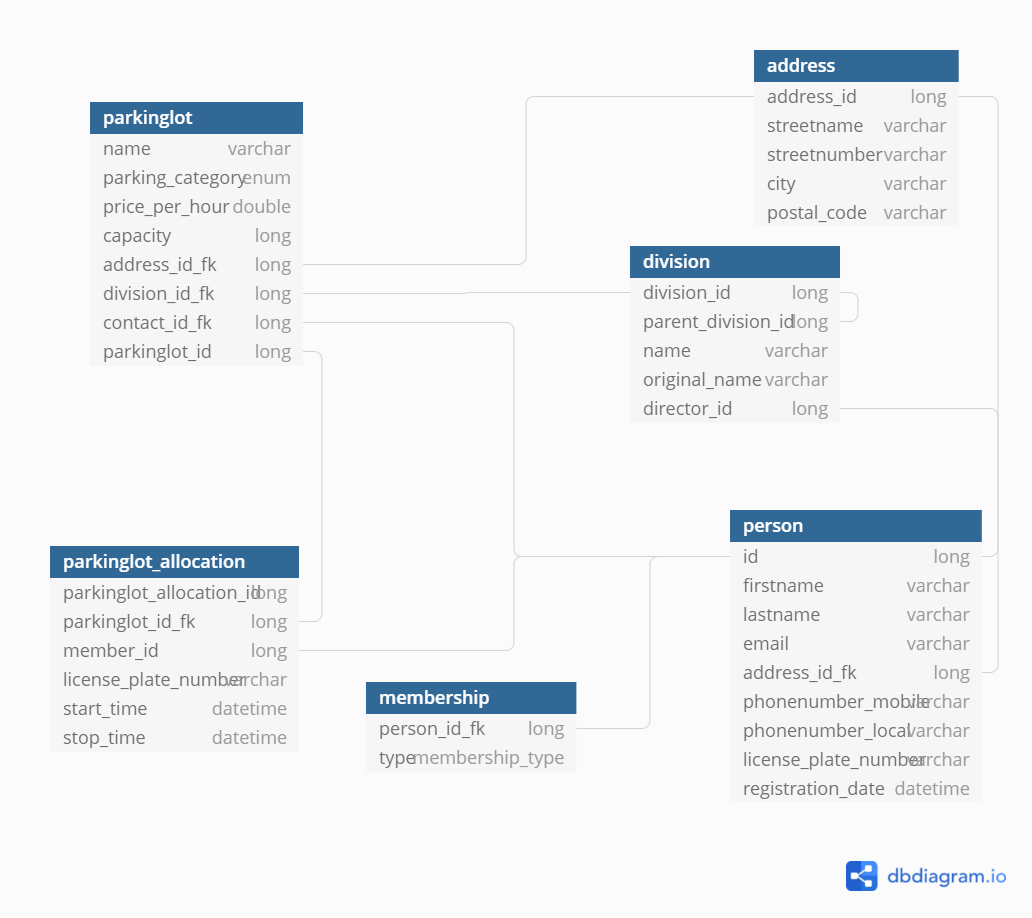 parkinglot
name varchar
parking_category enum
price_per_hour double
capacity long
address_id_fk long
division_id_fk long
contact_id_fk long
parkinglot_id long
address
address_id long
streetname varchar
streetnumber varchar
city varchar
postal_code varchar
division
division_id long
parent_division_id long
name varchar
original_name varchar
director_id long
parkinglot_allocation
parkinglot_allocation_id long
parkinglot_id_fk long
member_id long
license_plate_number varchar
start_time datetime
stop_time datetime
membership
person_id_fk long
type membership_type
person
id long
firstname varchar
lastname varchar
email varchar
address_id_fk long
phonenumber_mobile varchar
phonenumber_local varchar
license_plate_number varchar
registration_date datetime
dbdiagram.io